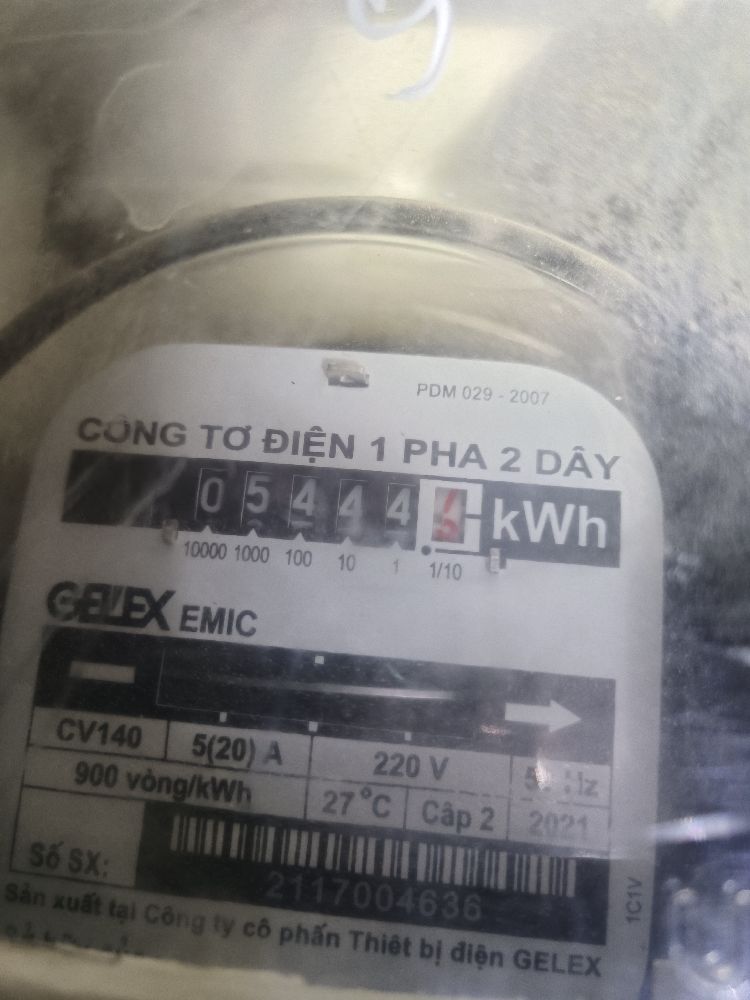 PDM 029 - 2007
CÔNG TƠ ĐIỆN 1 PHA 2 DÂY
0 5 4 4 4 kWh
10000 1000 100 10 1 1/10
GELEX EMIC
CV140 5(20) A 220 V Hz
900 vòng/kWh 27°C Cấp 2 2021
Số SX:
2117004636
1C1V
Sản xuất tại Công ty cổ phần Thiết bị điện GELEX